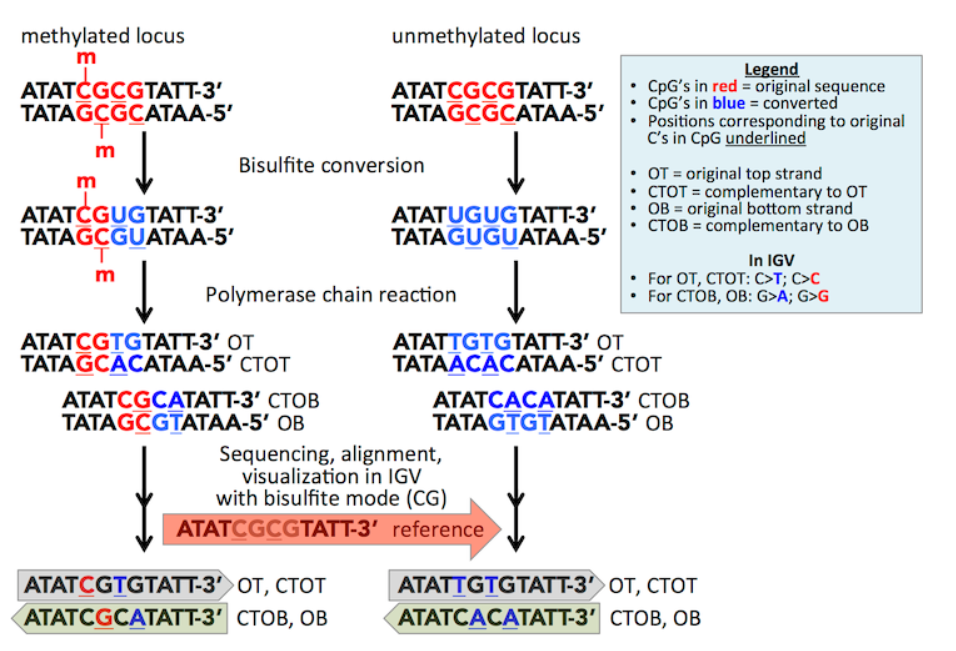 methylated locus
unmethylated locus
m
ATATCGCGTATT-3’
TATAGCGCATAA-5’
m
ATATCGCGTATT-3’
TATAGCGCATAA-5’
Legend
• CpG’s in red = original sequence
• CpG’s in blue = converted
• Positions corresponding to original
C’s in CpG underlined
• OT = original top strand
• CTOT = complementary to OT
• OB = original bottom strand
• CTOB = complementary to OB
In IGV
• For OT, CTOT: C>T; C>C
• For CTOB, OB: G>A; G>G
Bisulfite conversion
m
ATATCGUGTATT-3’
TATAGCGUATAA-5’
m
ATATUGUGTATT-3’
TATAGUGUATAA-5’
Polymerase chain reaction
ATATCGTGTATT-3’ OT
TATAGCACATAA-5’ CTOT
ATATCGCATATT-3’ CTOB
TATAGCGTATAA-5’ OB
ATATTGTGTATT-3’ OT
TATAACACATAA-5’ CTOT
ATATCACATATT-3’ CTOB
TATAGTGTATAA-5’ OB
Sequencing, alignment,
visualization in IGV
with bisulfite mode (CG)
ATATCGCGTATT-3’ reference
ATATCGTGTATT-3’ OT, CTOT
ATATCGCATATT-3’ CTOB, OB
ATATTGTGTATT-3’ OT, CTOT
ATATCACATATT-3’ CTOB, OB